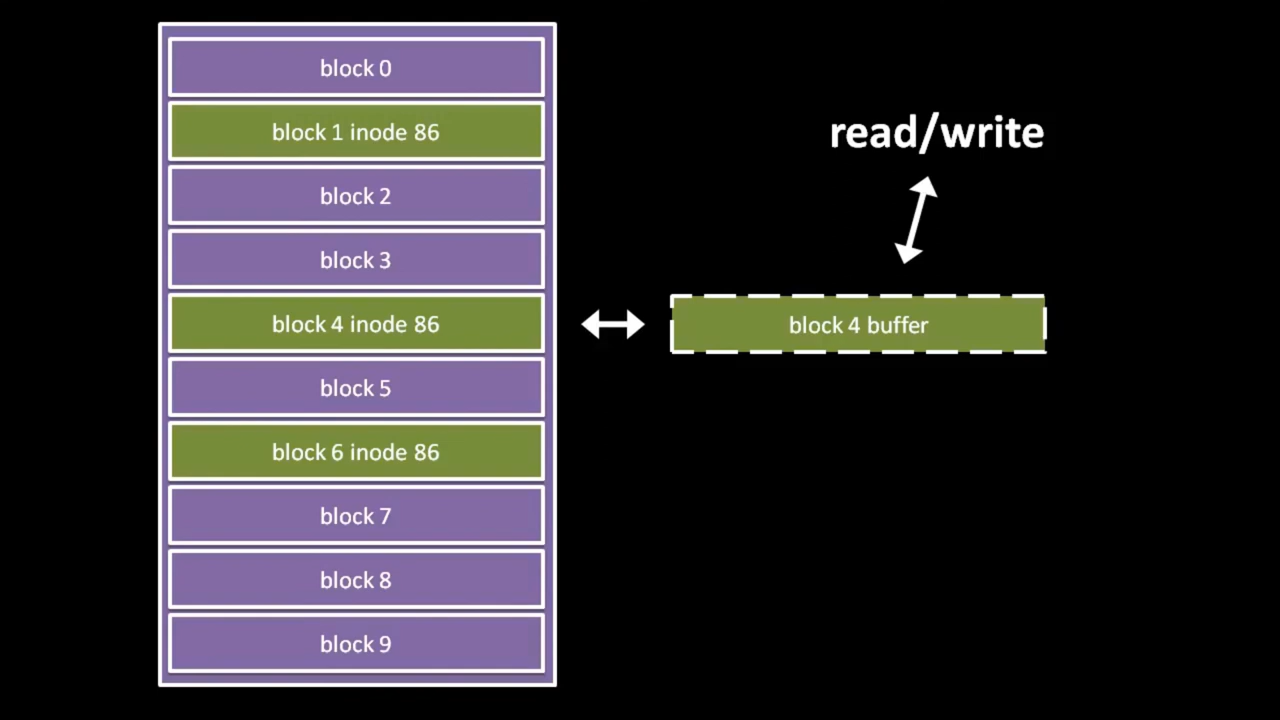 block 0
block 1 inode 86
block 2
block 3
block 4 inode 86
block 5
block 6 inode 86
block 7
block 8
block 9
read/write
block 4 buffer